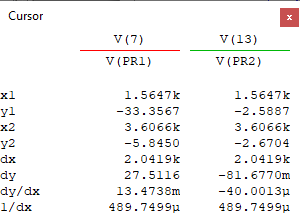 Cursor
x
V(7) V(13)
V(PR1) V(PR2)
x1 1.5647k 1.5647k
y1 -33.3567 -2.5887
x2 3.6066k 3.6066k
y2 -5.8450 -2.6704
dx 2.0419k 2.0419k
dy 27.5116 -81.6770m
dy/dx 13.4738m -40.0013µ
1/dx 489.7499µ 489.7499µ